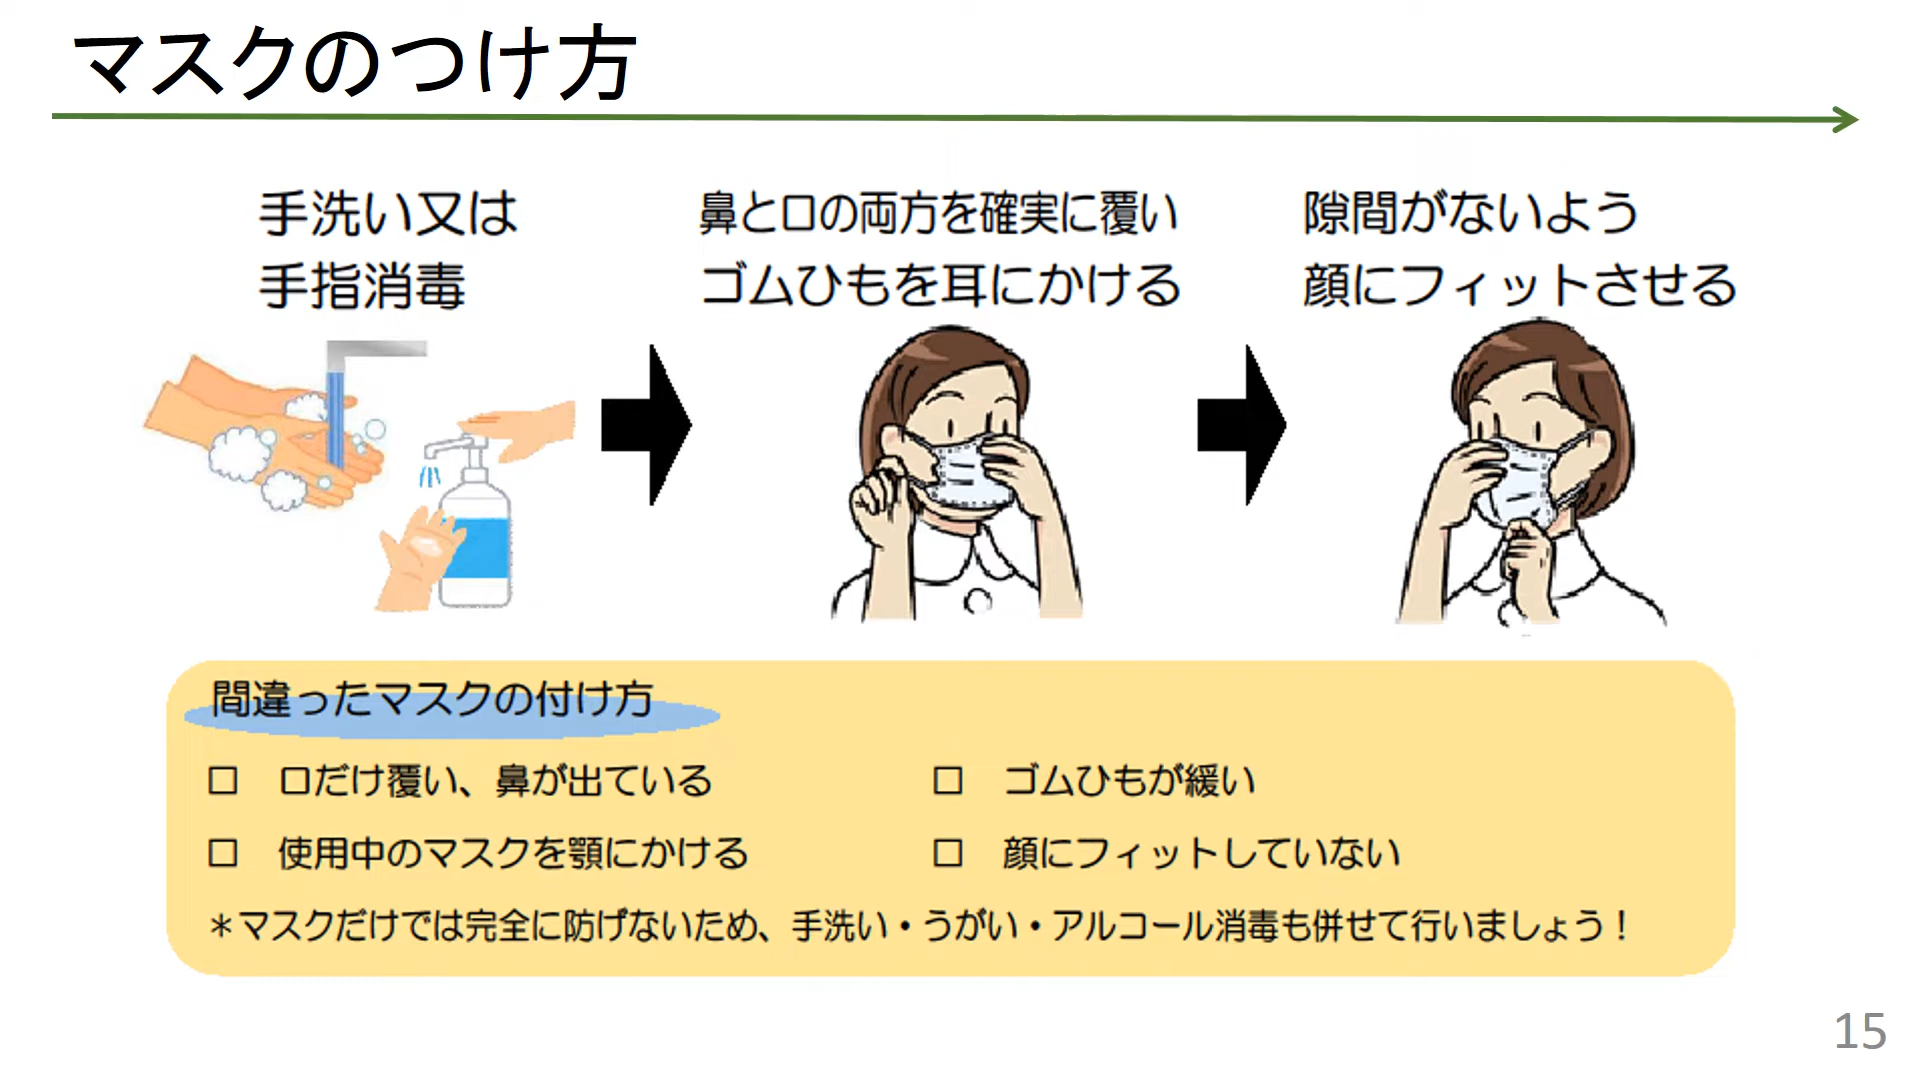 マスクのつけ方
手洗い又は
手指消毒
鼻と口の両方を確実に覆い
ゴムひもを耳にかける
隙間がないよう
顔にフィットさせる
間違ったマスクの付け方
□　口だけ覆い、鼻が出ている
□　ゴムひもが緩い
□　使用中のマスクを顎にかける
□　顔にフィットしていない
＊マスクだけでは完全に防げないため、手洗い・うがい・アルコール消毒も併せて行いましょう！
15